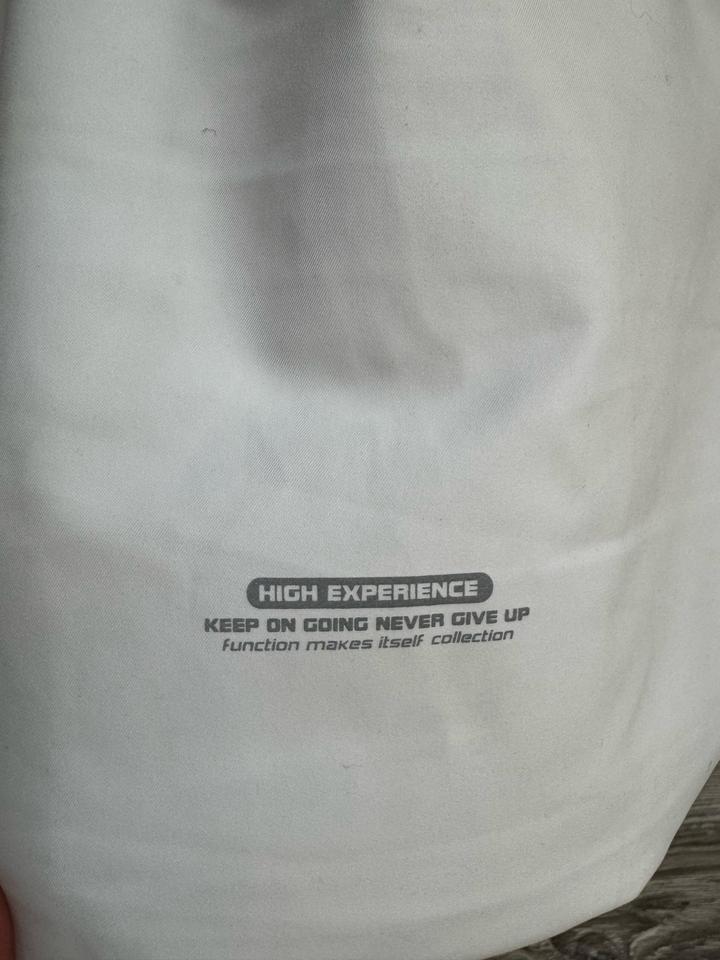 HIGH EXPERIENCE
KEEP ON GOING NEVER GIVE UP
function makes itself collection